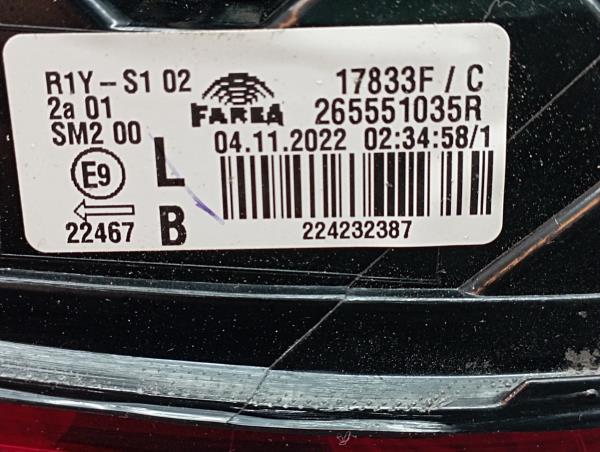 R1Y-S1 02
2a 01
SM2 00
E9
22467
L
B
FARBA
17833F / C
265551035R
04.11.2022 02:34:58/1
224232387